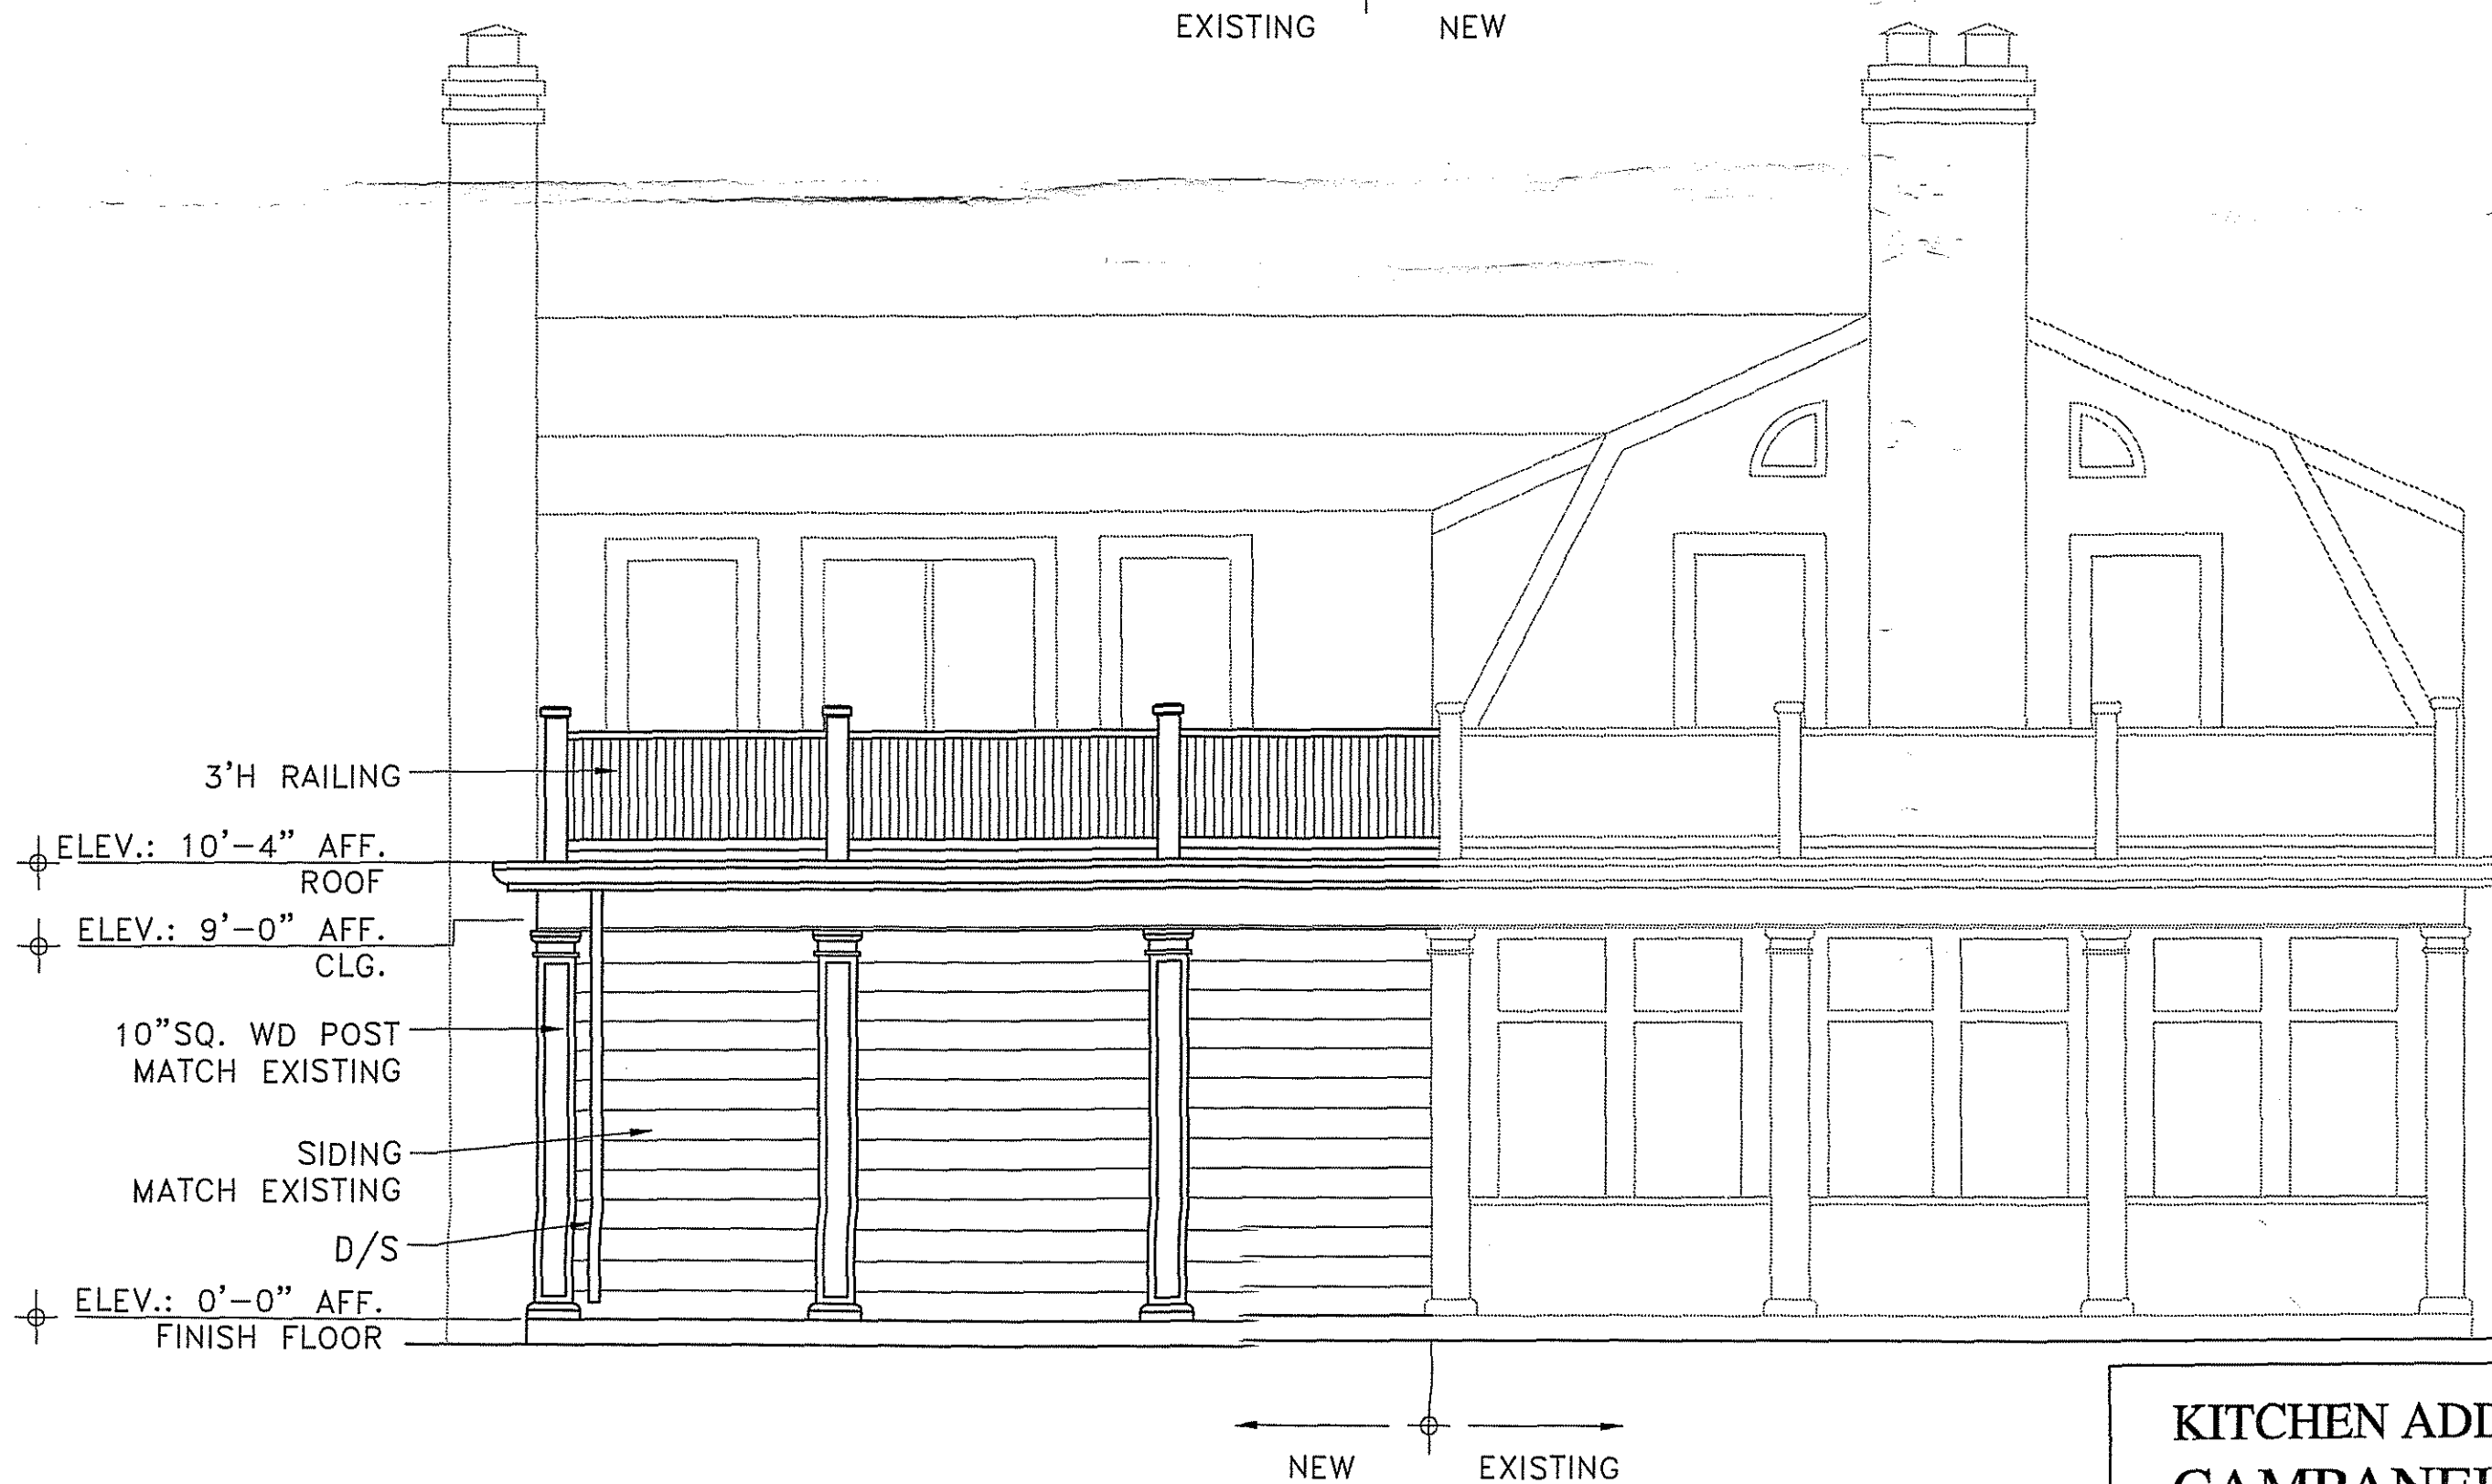 EXISTING NEW
3'H RAILING
ELEV.: 10'-4" AFF.
ROOF
ELEV.: 9'-0" AFF.
CLG.
10"SQ. WD POST
MATCH EXISTING
SIDING
MATCH EXISTING
D/S
ELEV.: 0'-0" AFF.
FINISH FLOOR
NEW EXISTING
KITCHEN